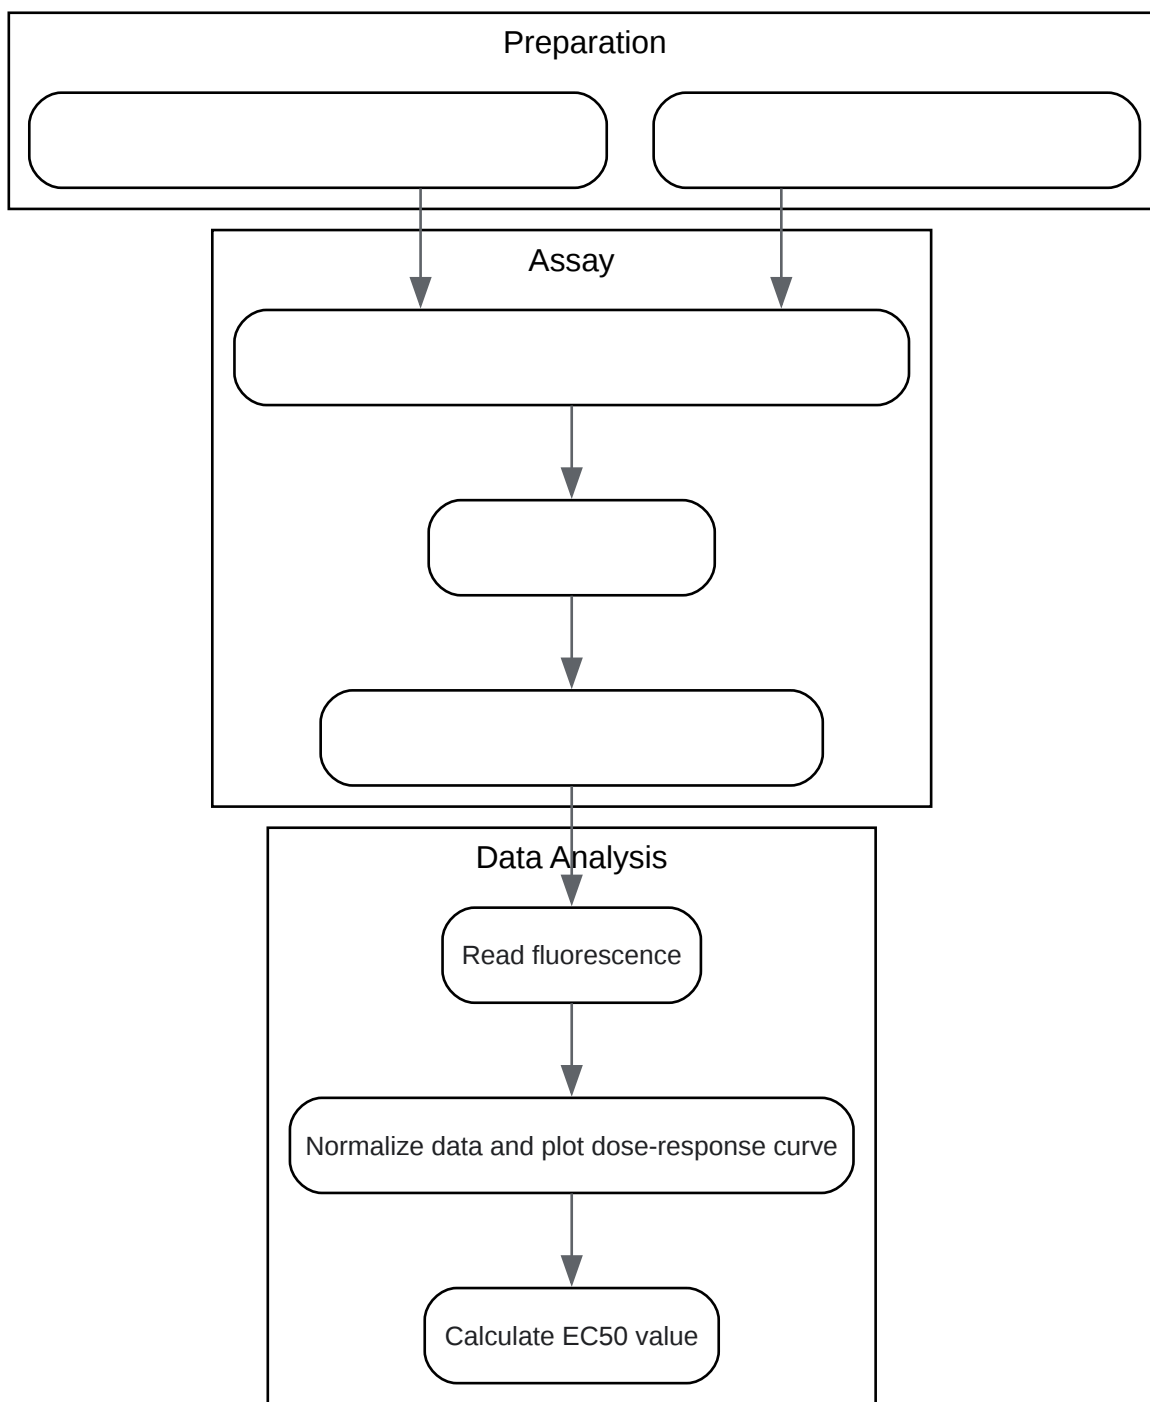 Preparation
Assay
Data Analysis
Read fluorescence
Normalize data and plot dose-response curve
Calculate EC50 value